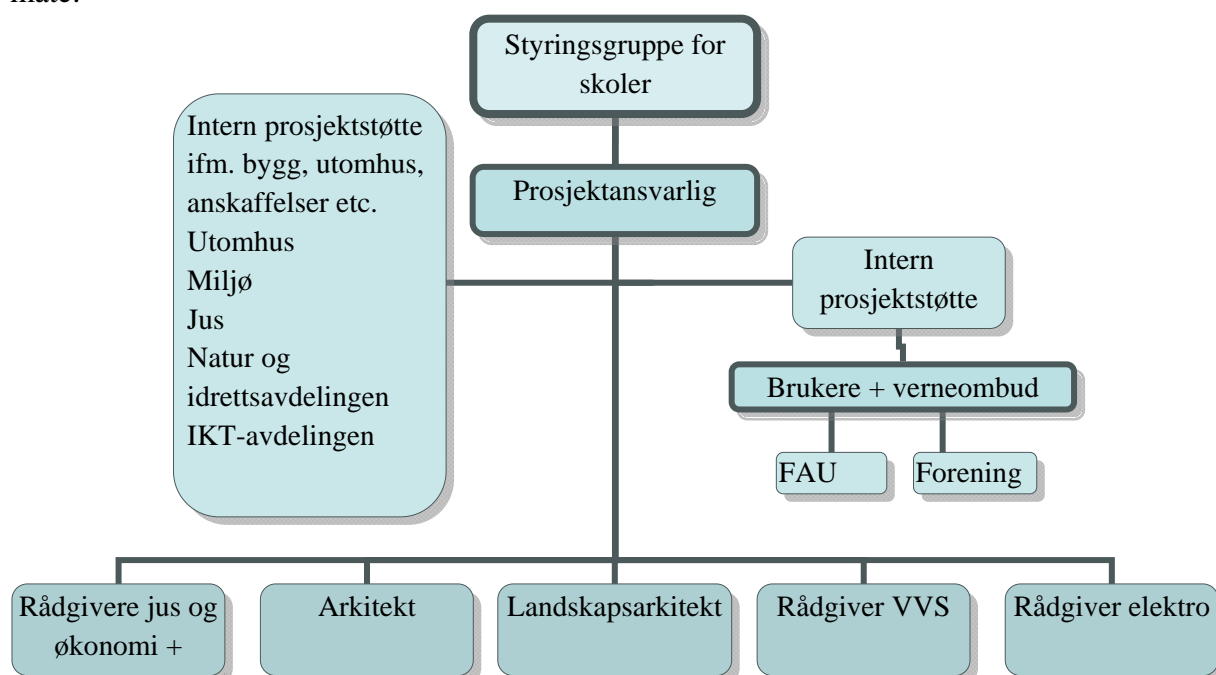 Styringsgruppe for
skoler
Intern prosjektstøtte
ifm. bygg, utomhus,
anskaffelser etc.
Utomhus
Miljø
Jus
Natur og
idrettsavdelingen
IKT-avdelingen
Prosjektansvarlig
Intern
prosjektstøtte
Brukere + verneombud
FAU
Forening
Rådgivere jus og
økonomi +
Arkitekt
Landskapsarkitekt
Rådgiver VVS
Rådgiver elektro